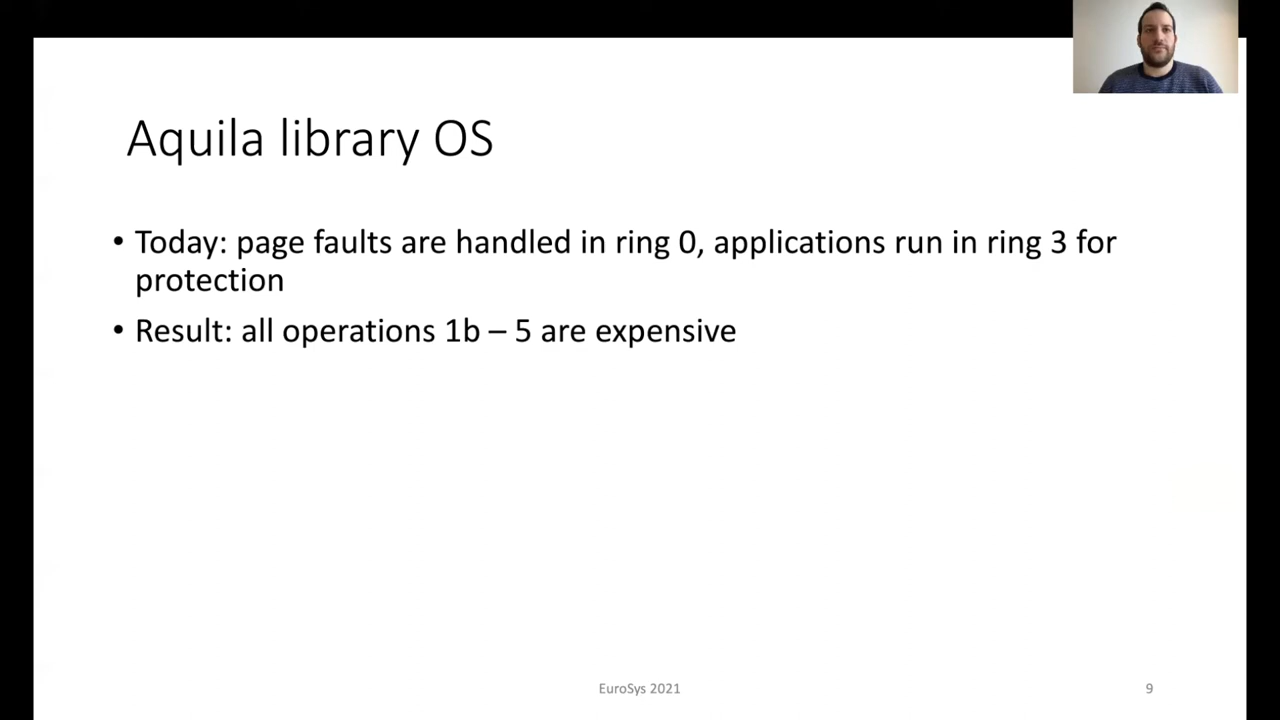 Aquila library OS
• Today: page faults are handled in ring 0, applications run in ring 3 for
protection
• Result: all operations 1b – 5 are expensive
EuroSys 2021
9